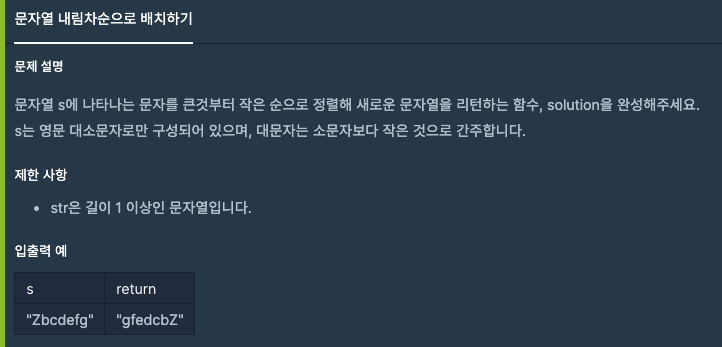 문자열 내림차순으로 배치하기
문제 설명
문자열 s에 나타나는 문자를 큰것부터 작은 순으로 정렬해 새로운 문자열을 리턴하는 함수, solution을 완성해주세요.
s는 영문 대소문자로만 구성되어 있으며, 대문자는 소문자보다 작은 것으로 간주합니다.
제한 사항
• str은 길이 1 이상인 문자열입니다.
입출력 예
s return
"Zbcdefg" "gfedcbZ"